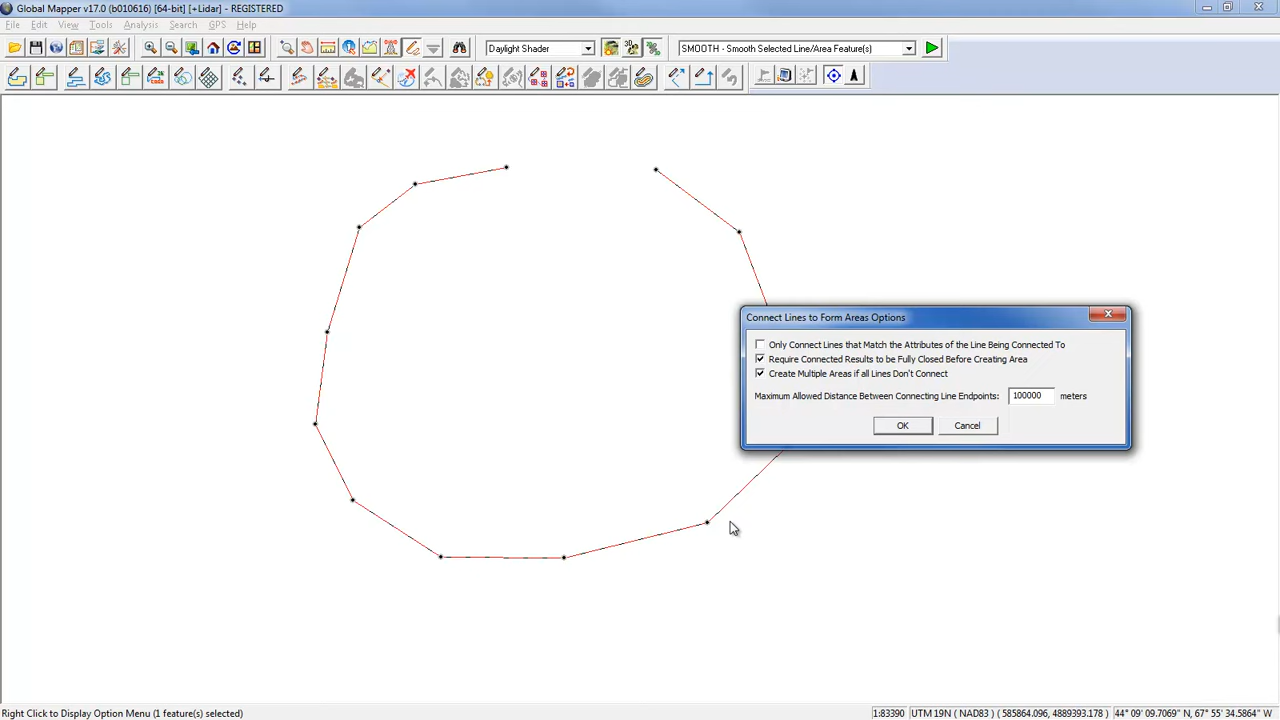 Global Mapper v17.0 (b010616) [64-bit] [+Lidar] - REGISTERED
File Edit View Tools Analysis Search GPS Help
Daylight Shader
SMOOTH - Smooth Selected Line/Area Feature(s)
Connect Lines to Form Areas Options
Only Connect Lines that Match the Attributes of the Line Being Connected To
Require Connected Results to be Fully Closed Before Creating Area
Create Multiple Areas if all Lines Don't Connect
Maximum Allowed Distance Between Connecting Line Endpoints: 100000 meters
OK Cancel
Right Click to Display Option Menu (1 feature(s) selected) 1:83390 UTM 19N ( NAD83 ) ( 585864.096, 4889393.178 ) 44° 09' 09.7069" N, 67° 55' 34.5864" W